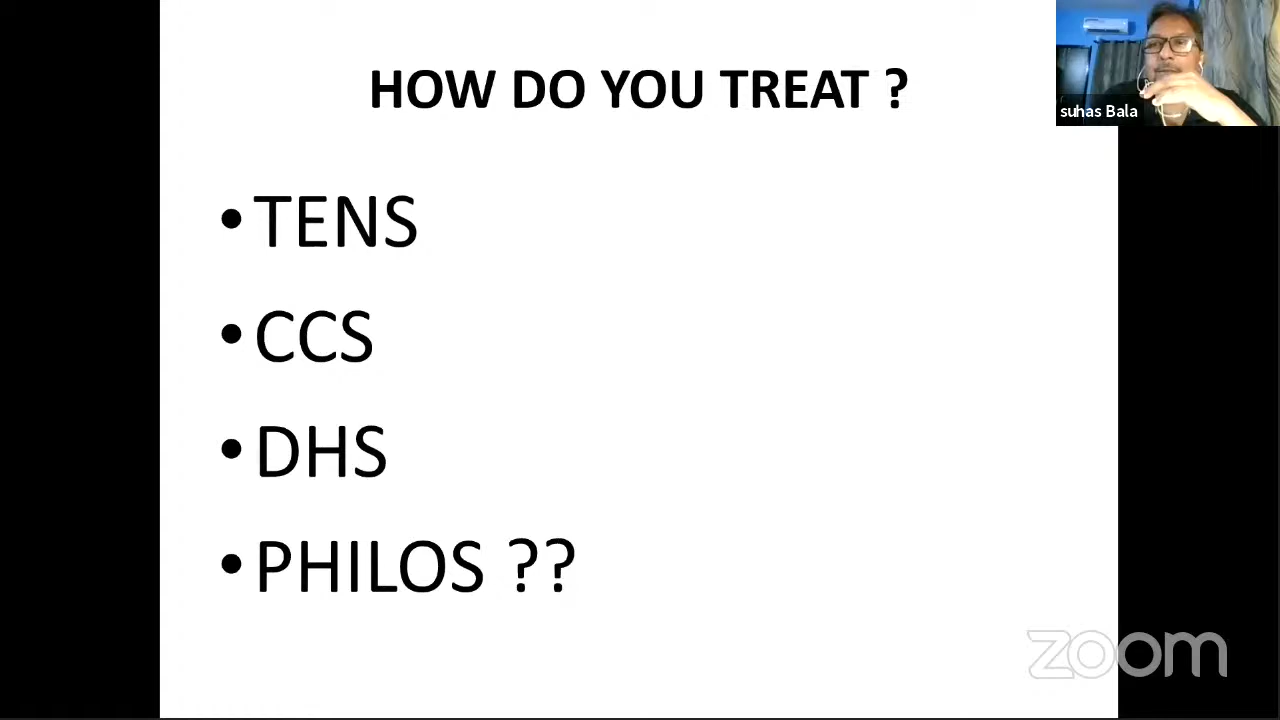 HOW DO YOU TREAT ?
suhas Bala
• TENS
• CCS
• DHS
• PHILOS ??
zoom